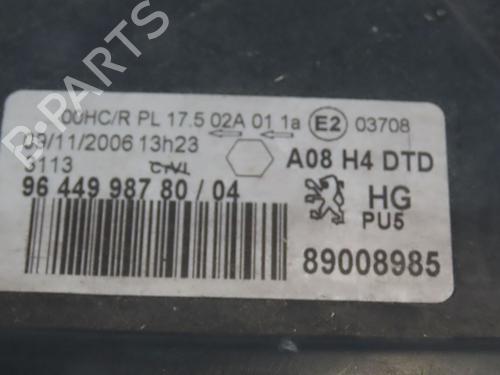 00HC/R PL 17.5 02A 01 1a E2 03708
09/11/2006 13h23
3113
A08 H4 DTD
96 449 987 80 / 04
HG
PU5
89008985